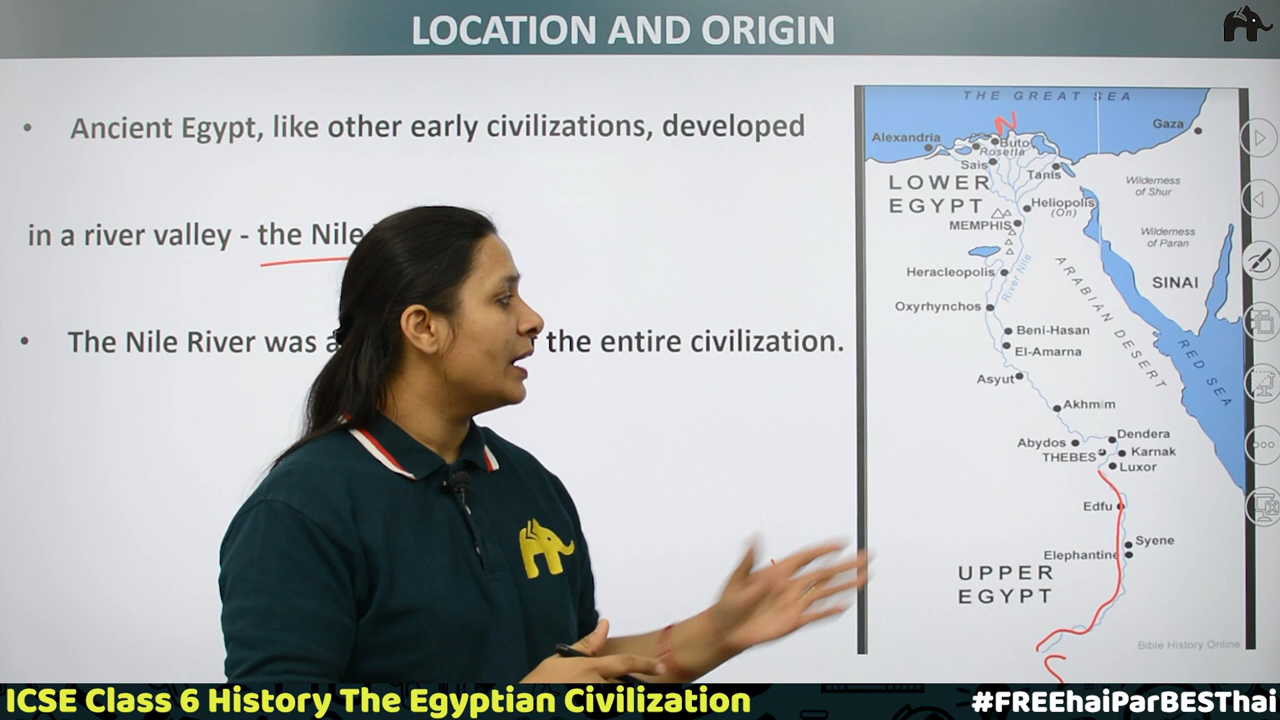 LOCATION AND ORIGIN
• Ancient Egypt, like other early civilizations, developed
in a river valley - the Nile
• The Nile River was a the entire civilization.
THE GREAT SEA
N
Gaza
Alexandria
Buto
Rosetta
Sais
Tanis
Wilderness
of Shur
LOWER
EGYPT
Heliopolis
(On)
MEMPHIS
Wilderness
of Paran
Heracleopolis
River Nile
SINAI
ARABIAN DESERT
Oxyrhynchos
Beni-Hasan
El-Amarna
RED SEA
Asyut
Akhmim
Dendera
Abydos
Karnak
THEBES
Luxor
Edfu
Syene
Elephantine
UPPER
EGYPT
Bible History Online
S
ICSE Class 6 History The Egyptian Civilization
#FREEhaiParBESThai